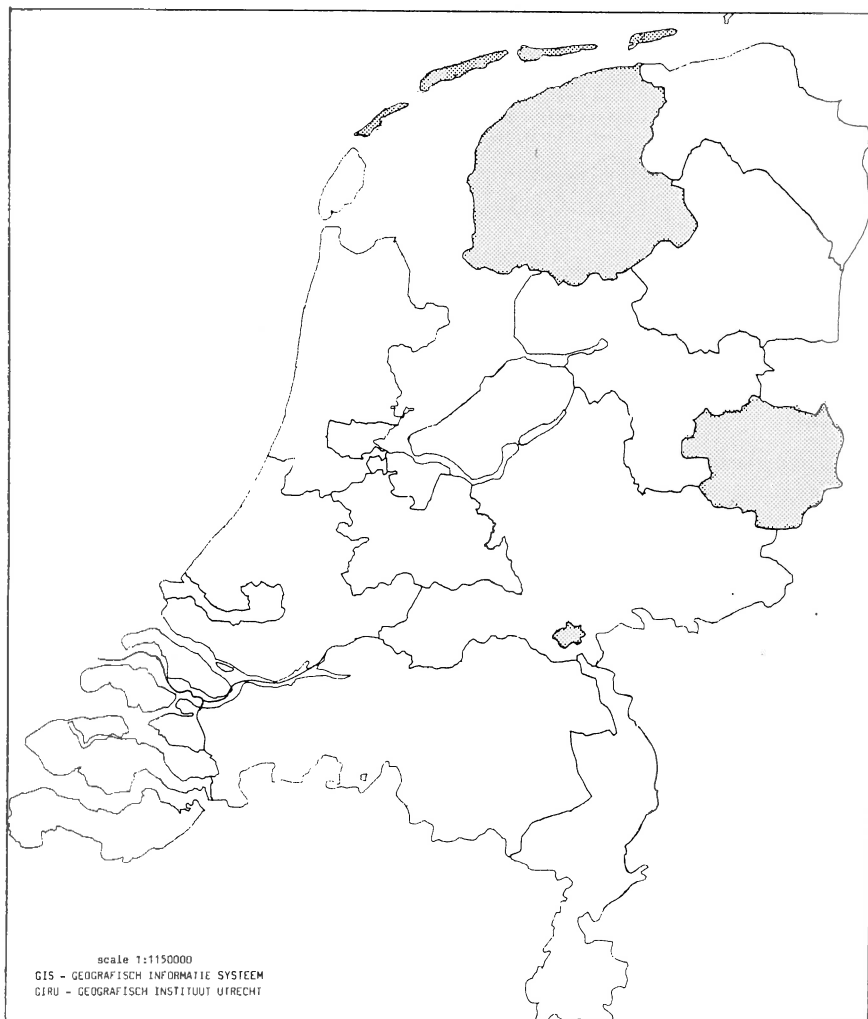 scale 1:1150000
GIS - GEOGRAFISCH INFORMATIE SYSTEEM
GIRU - GEOGRAFISCH INSTITUUT UTRECHT